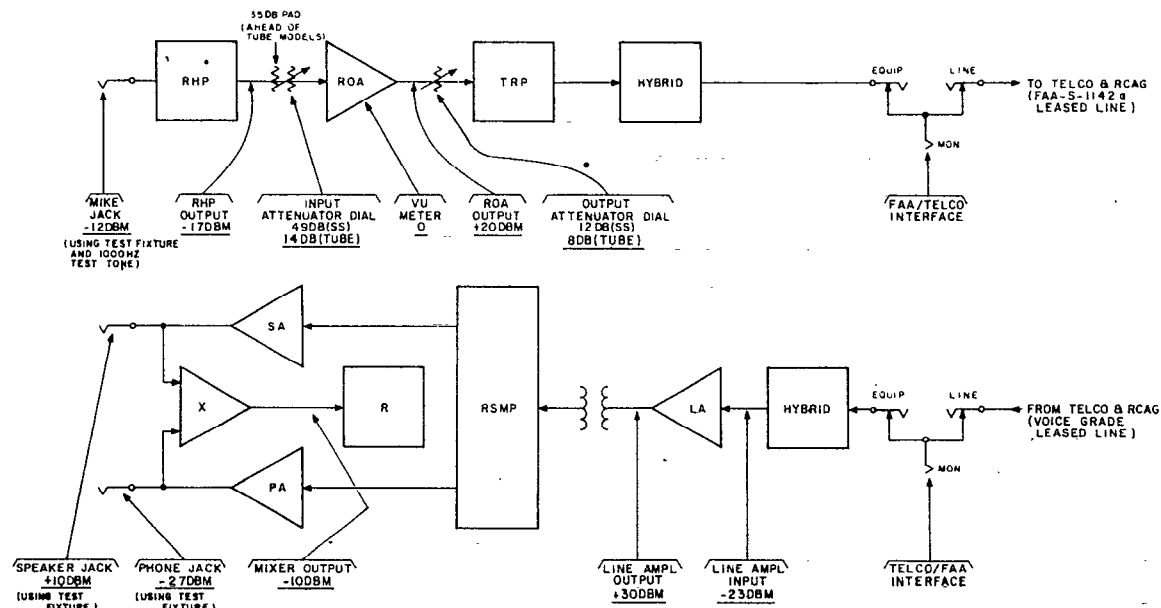 35DB PAD
(AHEAD OF
TUBE MODELS)
RHP
ROA
TRP
HYBRID
EQUIP
LINE
MON
TO TELCO & RCAG
(FAA-S-1142a
LEASED LINE)
MIKE
JACK
-12DBM
(USING TEST FIXTURE
AND 1000HZ
TEST TONE)
RHP
OUTPUT
-17DBM
INPUT
ATTENUATOR DIAL
49DB(SS)
14DB(TUBE)
VU
METER
0
ROA
OUTPUT
+20DBM
OUTPUT
ATTENUATOR DIAL
12DB(SS)
8DB(TUBE)
FAA/TELCO
INTERFACE
SA
X
R
PA
RSMP
LA
HYBRID
EQUIP
LINE
MON
FROM TELCO & RCAG
(VOICE GRADE
LEASED LINE)
SPEAKER JACK
+10DBM
(USING TEST
FIXTURE)
PHONE JACK
-27DBM
(USING TEST
FIXTURE)
MIXER OUTPUT
-10DBM
LINE AMPL
OUTPUT
+30DBM
LINE AMPL
INPUT
-23DBM
TELCO/FAA
INTERFACE